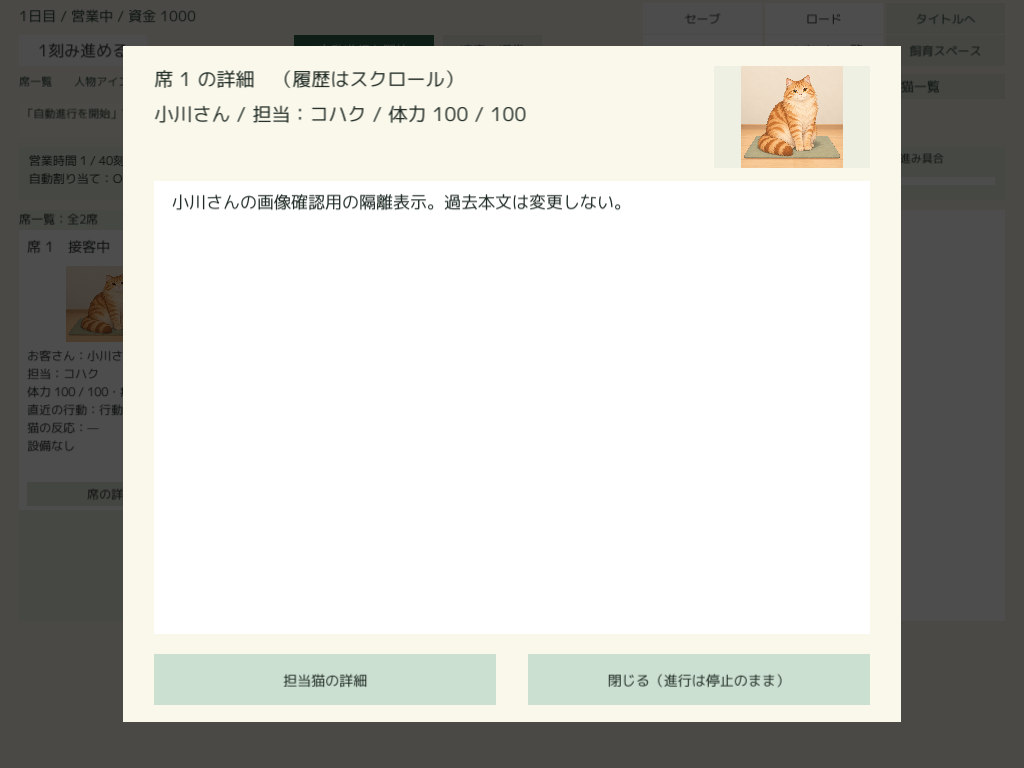 1日目 / 営業中 / 資金 1000
セーブ
ロード
タイトルへ
1刻み進める
飼育スペース
席一覧
人物アイ
猫一覧
「自動進行を開始」
営業時間 1 / 40刻
自動割り当て：O
進み具合
席一覧：全2席
席 1　接客中
お客さん：小川さ
担当：コハク
体力 100 / 100・
直近の行動：行動
猫の反応：—
設備なし
席の詳
席 1 の詳細　（履歴はスクロール）
小川さん / 担当：コハク / 体力 100 / 100
小川さんの画像確認用の隔離表示。過去本文は変更しない。
担当猫の詳細
閉じる（進行は停止のまま）